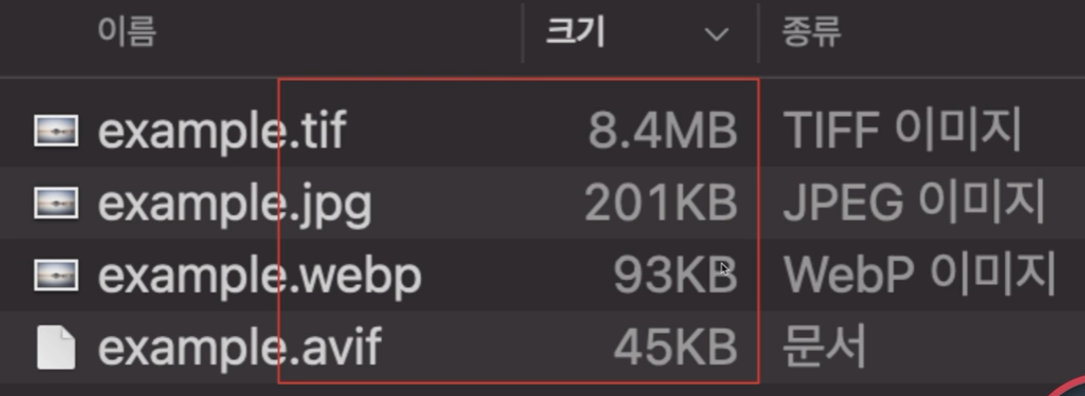 이름 크기 종류
example.tif 8.4MB TIFF 이미지
example.jpg 201KB JPEG 이미지
example.webp 93KB WebP 이미지
example.avif 45KB 문서